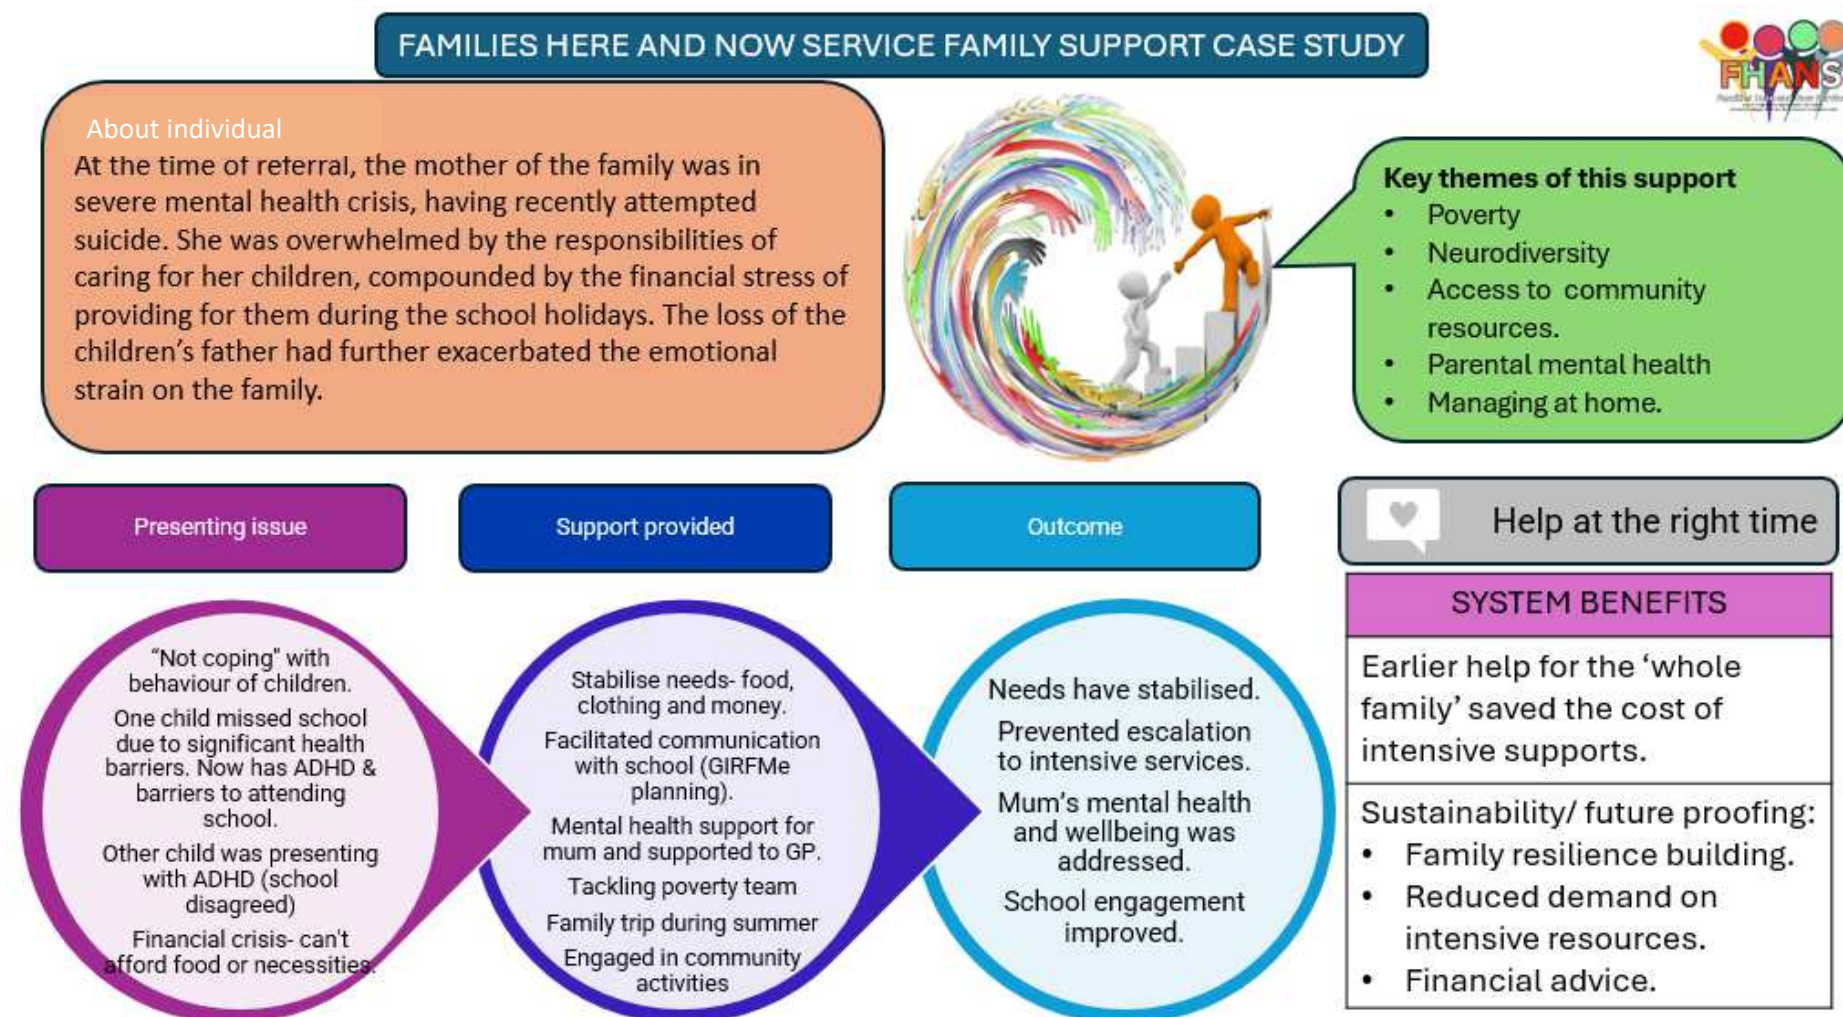 FAMILIES HERE AND NOW SERVICE FAMILY SUPPORT CASE STUDY
FHANS
About individual
At the time of referral, the mother of the family was in
severe mental health crisis, having recently attempted
suicide. She was overwhelmed by the responsibilities of
caring for her children, compounded by the financial stress of
providing for them during the school holidays. The loss of the
children's father had further exacerbated the emotional
strain on the family.
Key themes of this support
• Poverty
• Neurodiversity
• Access to community
resources.
• Parental mental health
• Managing at home.
Presenting issue
"Not coping" with
behaviour of children.
One child missed school
due to significant health
barriers. Now has ADHD &
barriers to attending
school.
Other child was presenting
with ADHD (school
disagreed)
Financial crisis- can't
afford food or necessities.
Support provided
Stabilise needs- food,
clothing and money.
Facilitated communication
with school (GIRFMe
planning).
Mental health support for
mum and supported to GP.
Tackling poverty team
Family trip during summer
Engaged in community
activities
Outcome
Needs have stabilised.
Prevented escalation
to intensive services.
Mum's mental health
and wellbeing was
addressed.
School engagement
improved.
Help at the right time
SYSTEM BENEFITS
Earlier help for the 'whole
family' saved the cost of
intensive supports.
Sustainability/ future proofing:
• Family resilience building.
• Reduced demand on
intensive resources.
• Financial advice.